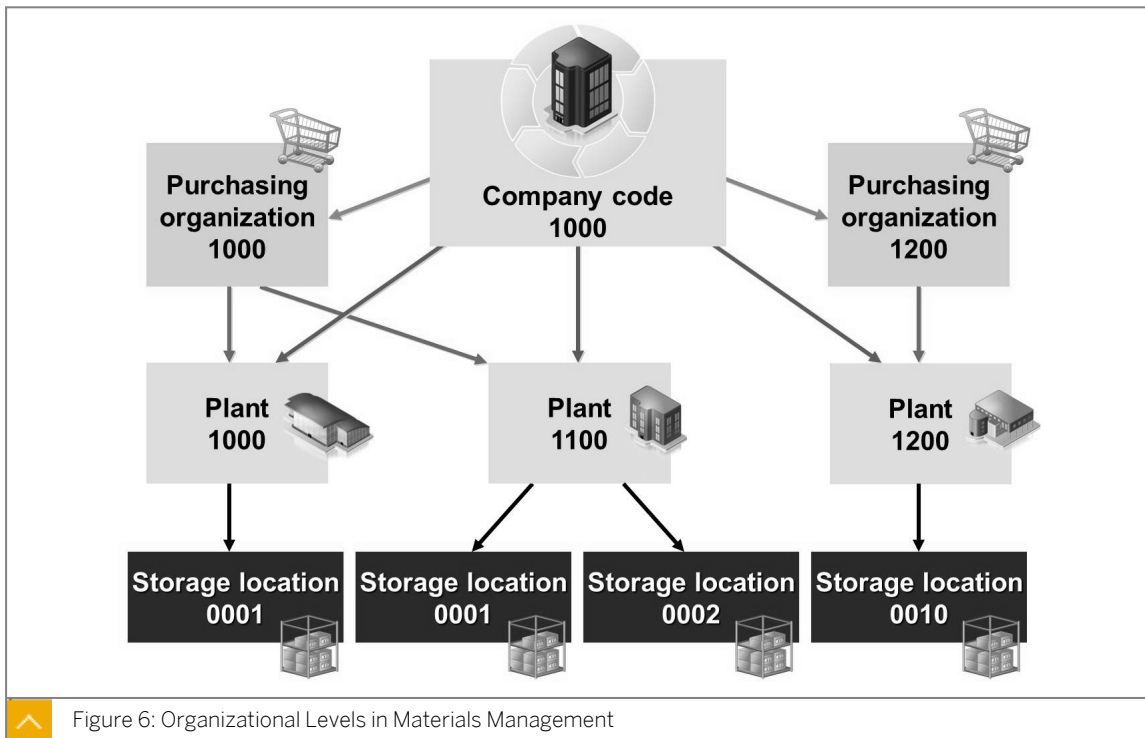 Company code
1000
Purchasing
organization
1000
Purchasing
organization
1200
Plant
1000
Plant
1100
Plant
1200
Storage location
0001
Storage location
0001
Storage location
0002
Storage location
0010
Figure 6: Organizational Levels in Materials Management